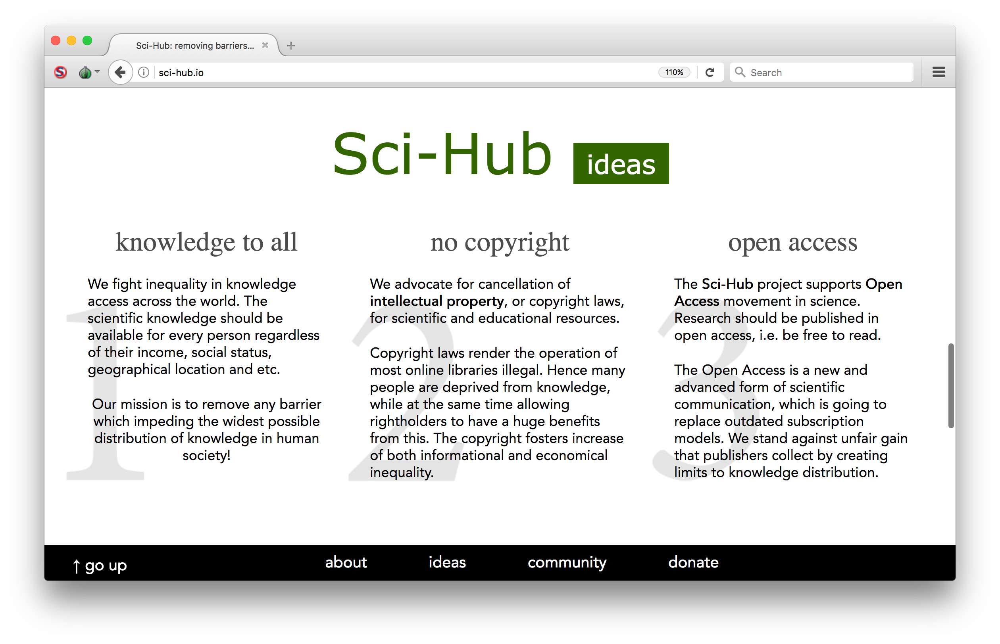 Sci-Hub: removing barriers...
sci-hub.io
110%
Search
Sci-Hub ideas
knowledge to all
We fight inequality in knowledge
access across the world. The
scientific knowledge should be
available for every person regardless
of their income, social status,
geographical location and etc.
Our mission is to remove any barrier
which impeding the widest possible
distribution of knowledge in human
society!
1
no copyright
We advocate for cancellation of
intellectual property, or copyright laws,
for scientific and educational resources.
Copyright laws render the operation of
most online libraries illegal. Hence many
people are deprived from knowledge,
while at the same time allowing
rightholders to have a huge benefits
from this. The copyright fosters increase
of both informational and economical
inequality.
2
open access
The Sci-Hub project supports Open
Access movement in science.
Research should be published in
open access, i.e. be free to read.
The Open Access is a new and
advanced form of scientific
communication, which is going to
replace outdated subscription
models. We stand against unfair gain
that publishers collect by creating
limits to knowledge distribution.
3
↑ go up
about ideas community donate